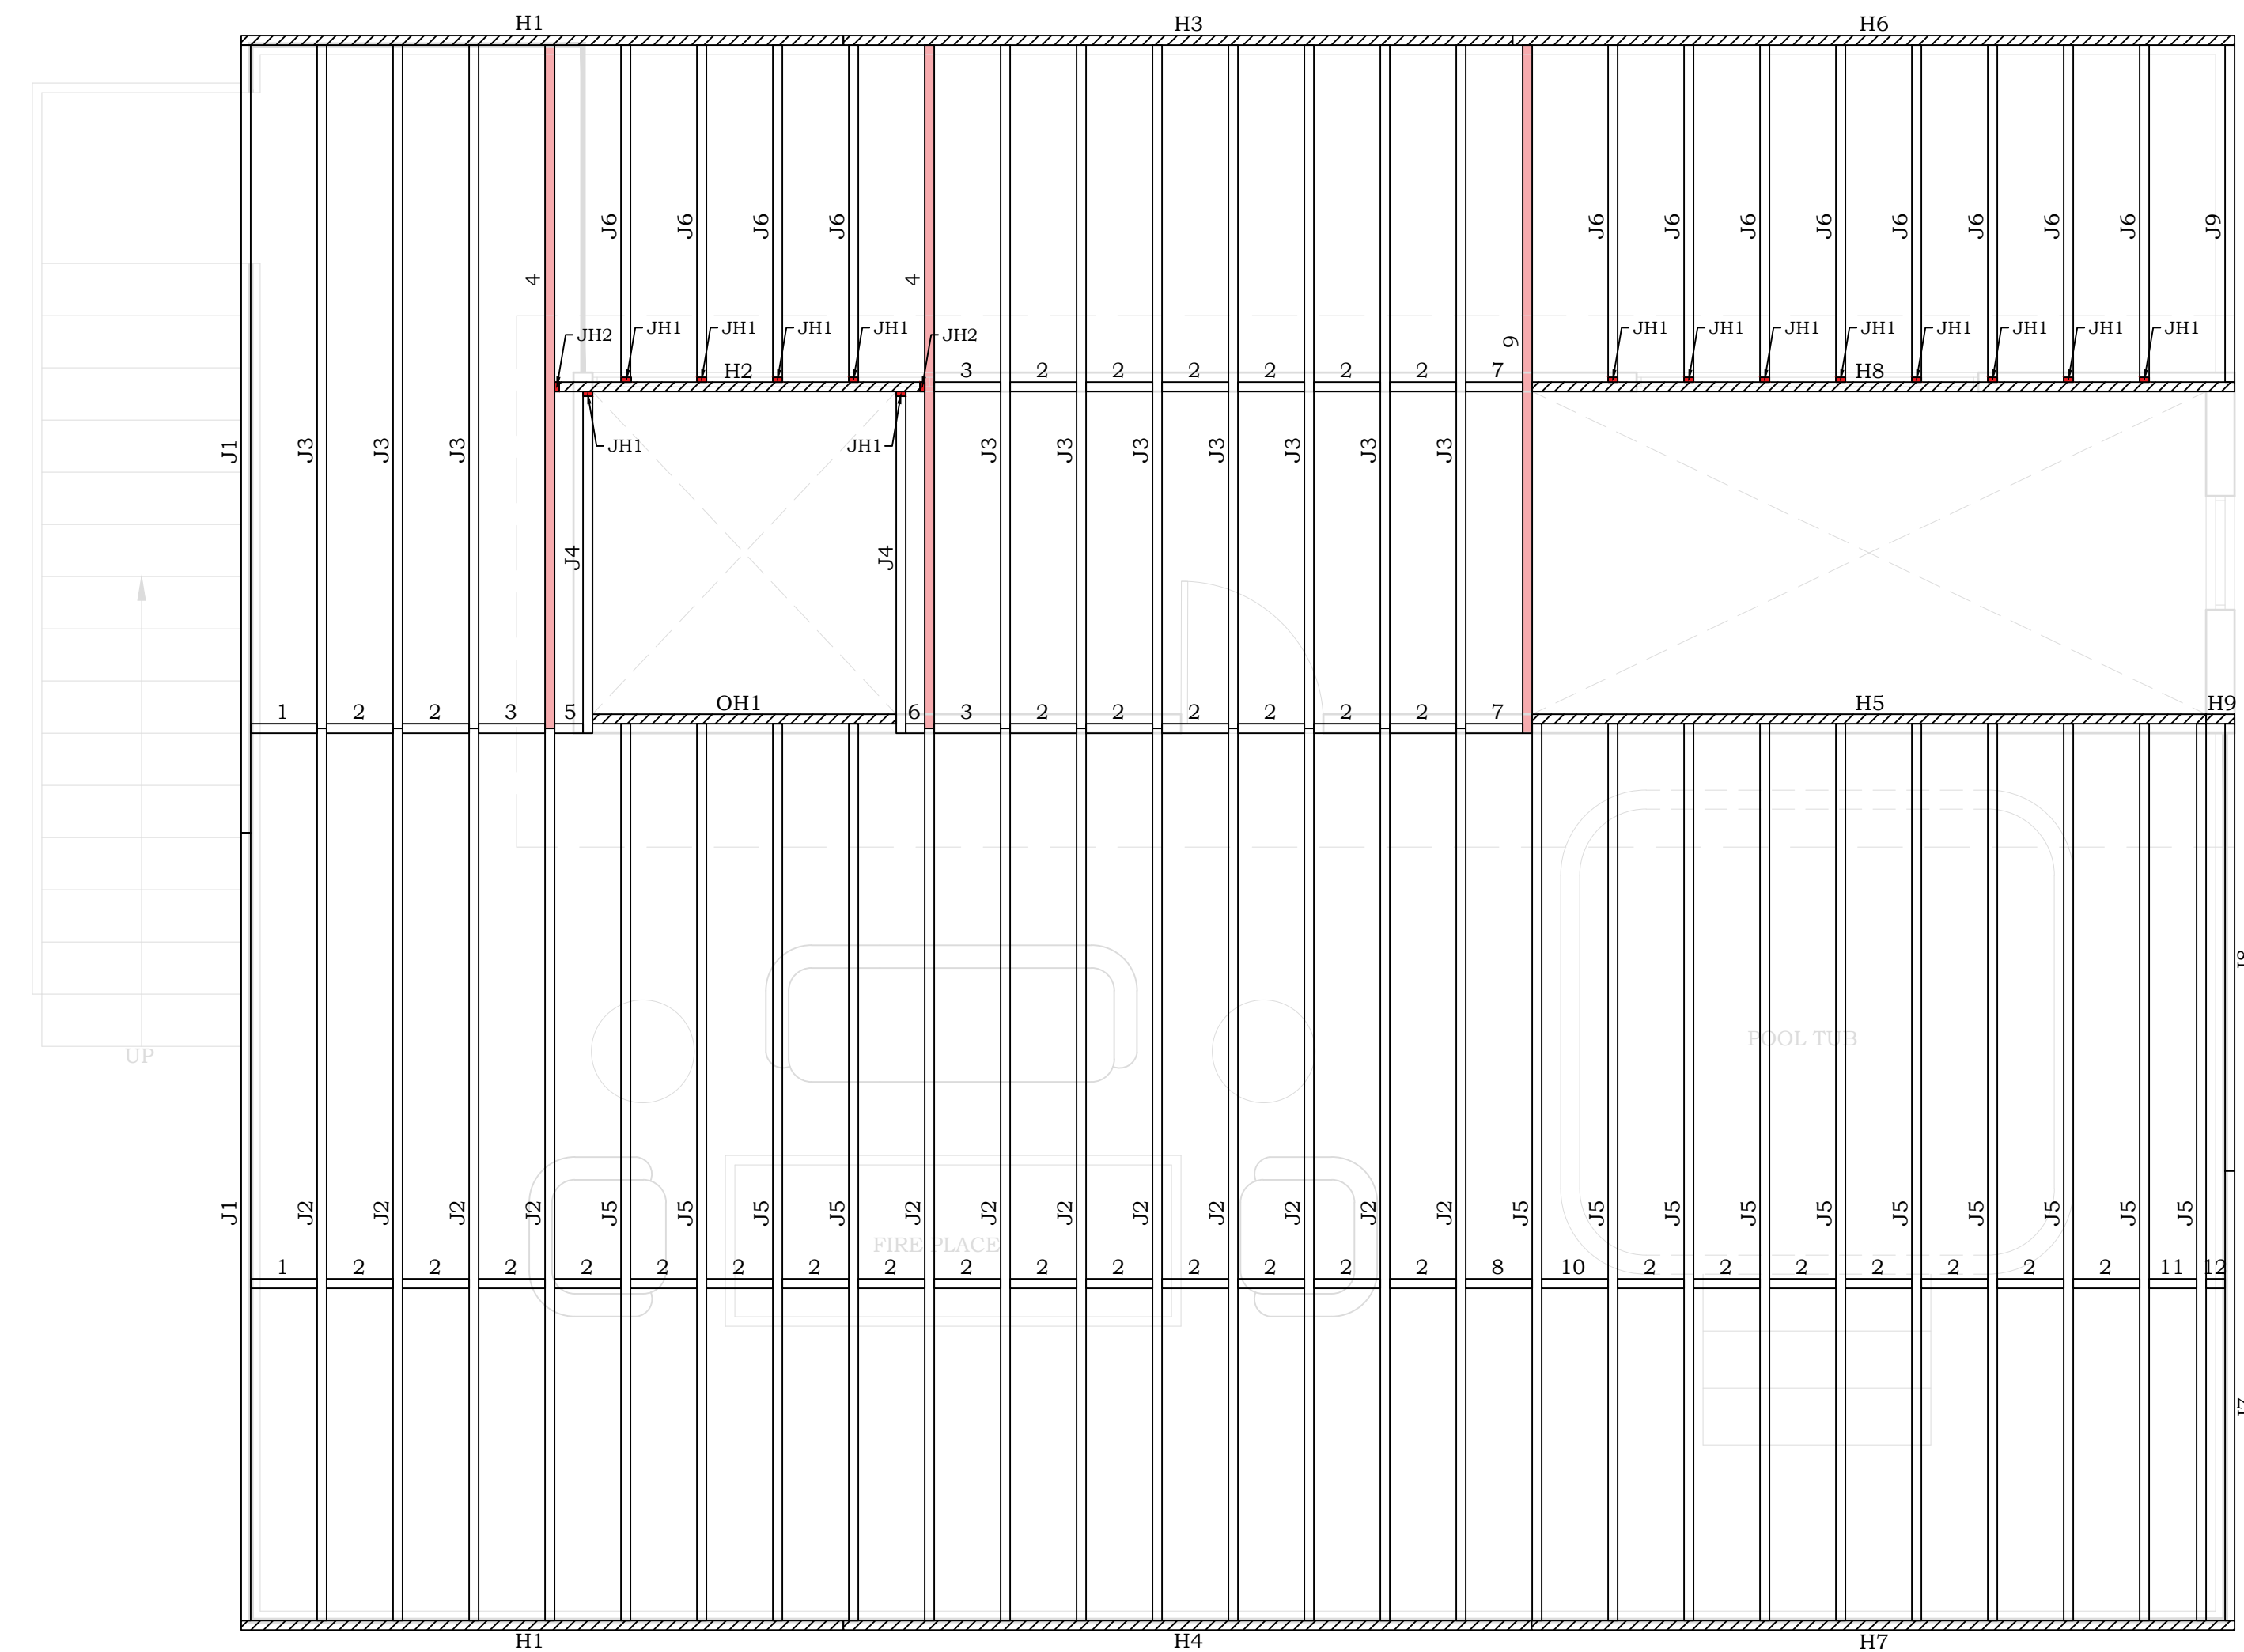 H1 H3 H6
J6 J6 J6 J6 J6 J6 J6 J6 J6 J6 J6 J6 J9
4 4
JH2 JH1 JH1 JH1 JH1 JH2 JH1 JH1 JH1 JH1 JH1 JH1 JH1 JH1
9
H2 3 2 2 2 2 2 2 7 H8
J1 J3 J3 J3 JH1 JH1 J3 J3 J3 J3 J3 J3 J3
J4 J4
OH1 H5 H9
1 2 2 3 5 6 3 2 2 2 2 2 2 7
J8
POOL TUB
UP
J1 J2 J2 J2 J2 J5 J5 J5 J5 J2 J2 J2 J2 J2 J2 J2 J2 J5 J5 J5 J5 J5 J5 J5 J5 J5 J5
FIRE PLACE
1 2 2 2 2 2 2 2 2 2 2 2 2 2 2 2 8 10 2 2 2 2 2 2 2 11 12
J7
H1 H4 H7